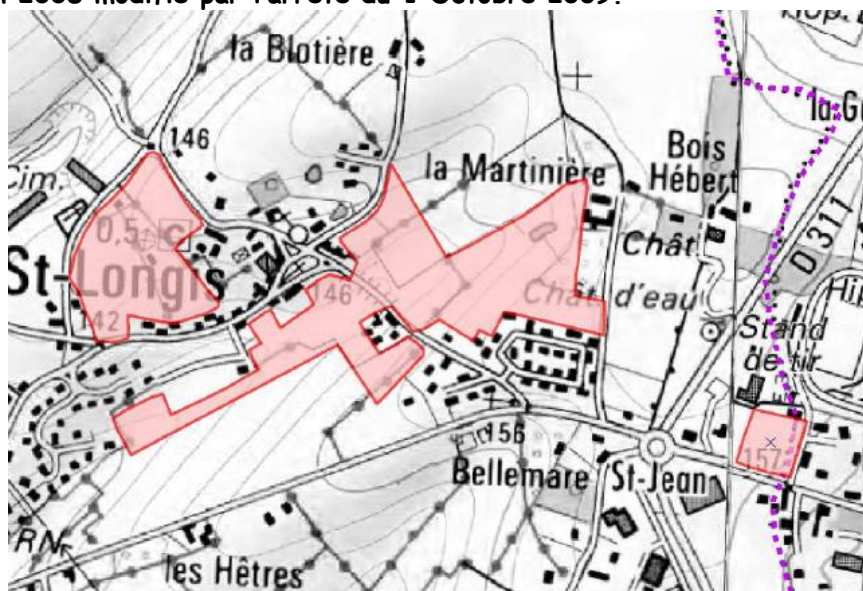 2008 modifié par l'arrêté du 2 Octobre 2009.
la Blotière
146
la Martinière
Bois
Hébert
Cim.
0,5
C
Chât
D 311
St-Longis
146
Chât d'eau
142
Stand
de tir
157
156
Bellemare
St-Jean
les Hêtres